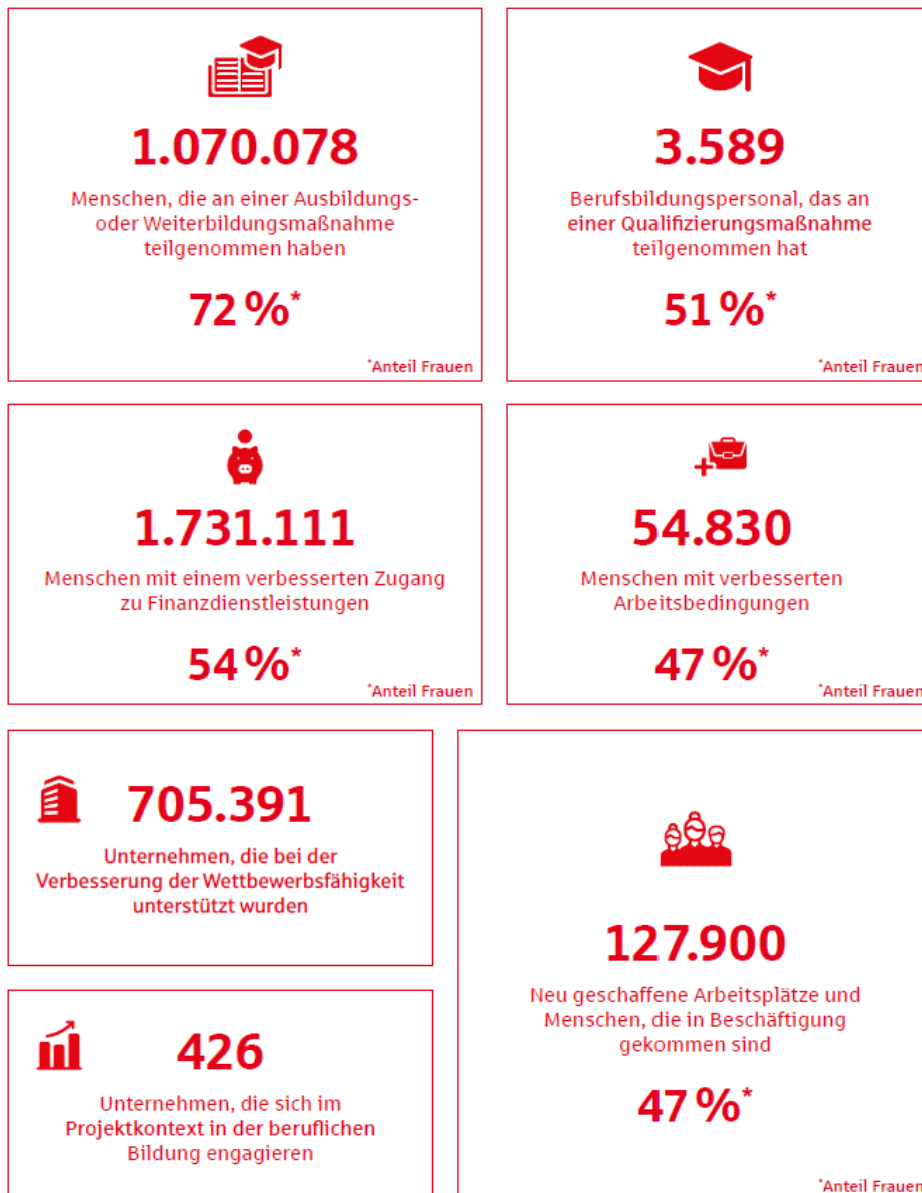 1.070.078
Menschen, die an einer Ausbildungs-
oder Weiterbildungsmaßnahme
teilgenommen haben
72 %*
*Anteil Frauen
3.589
Berufsbildungspersonal, das an
einer Qualifizierungsmaßnahme
teilgenommen hat
51 %*
*Anteil Frauen
1.731.111
Menschen mit einem verbesserten Zugang
zu Finanzdienstleistungen
54 %*
*Anteil Frauen
54.830
Menschen mit verbesserten
Arbeitsbedingungen
47 %*
*Anteil Frauen
705.391
Unternehmen, die bei der
Verbesserung der Wettbewerbsfähigkeit
unterstützt wurden
426
Unternehmen, die sich im
Projektkontext in der beruflichen
Bildung engagieren
127.900
Neu geschaffene Arbeitsplätze und
Menschen, die in Beschäftigung
gekommen sind
47 %*
*Anteil Frauen